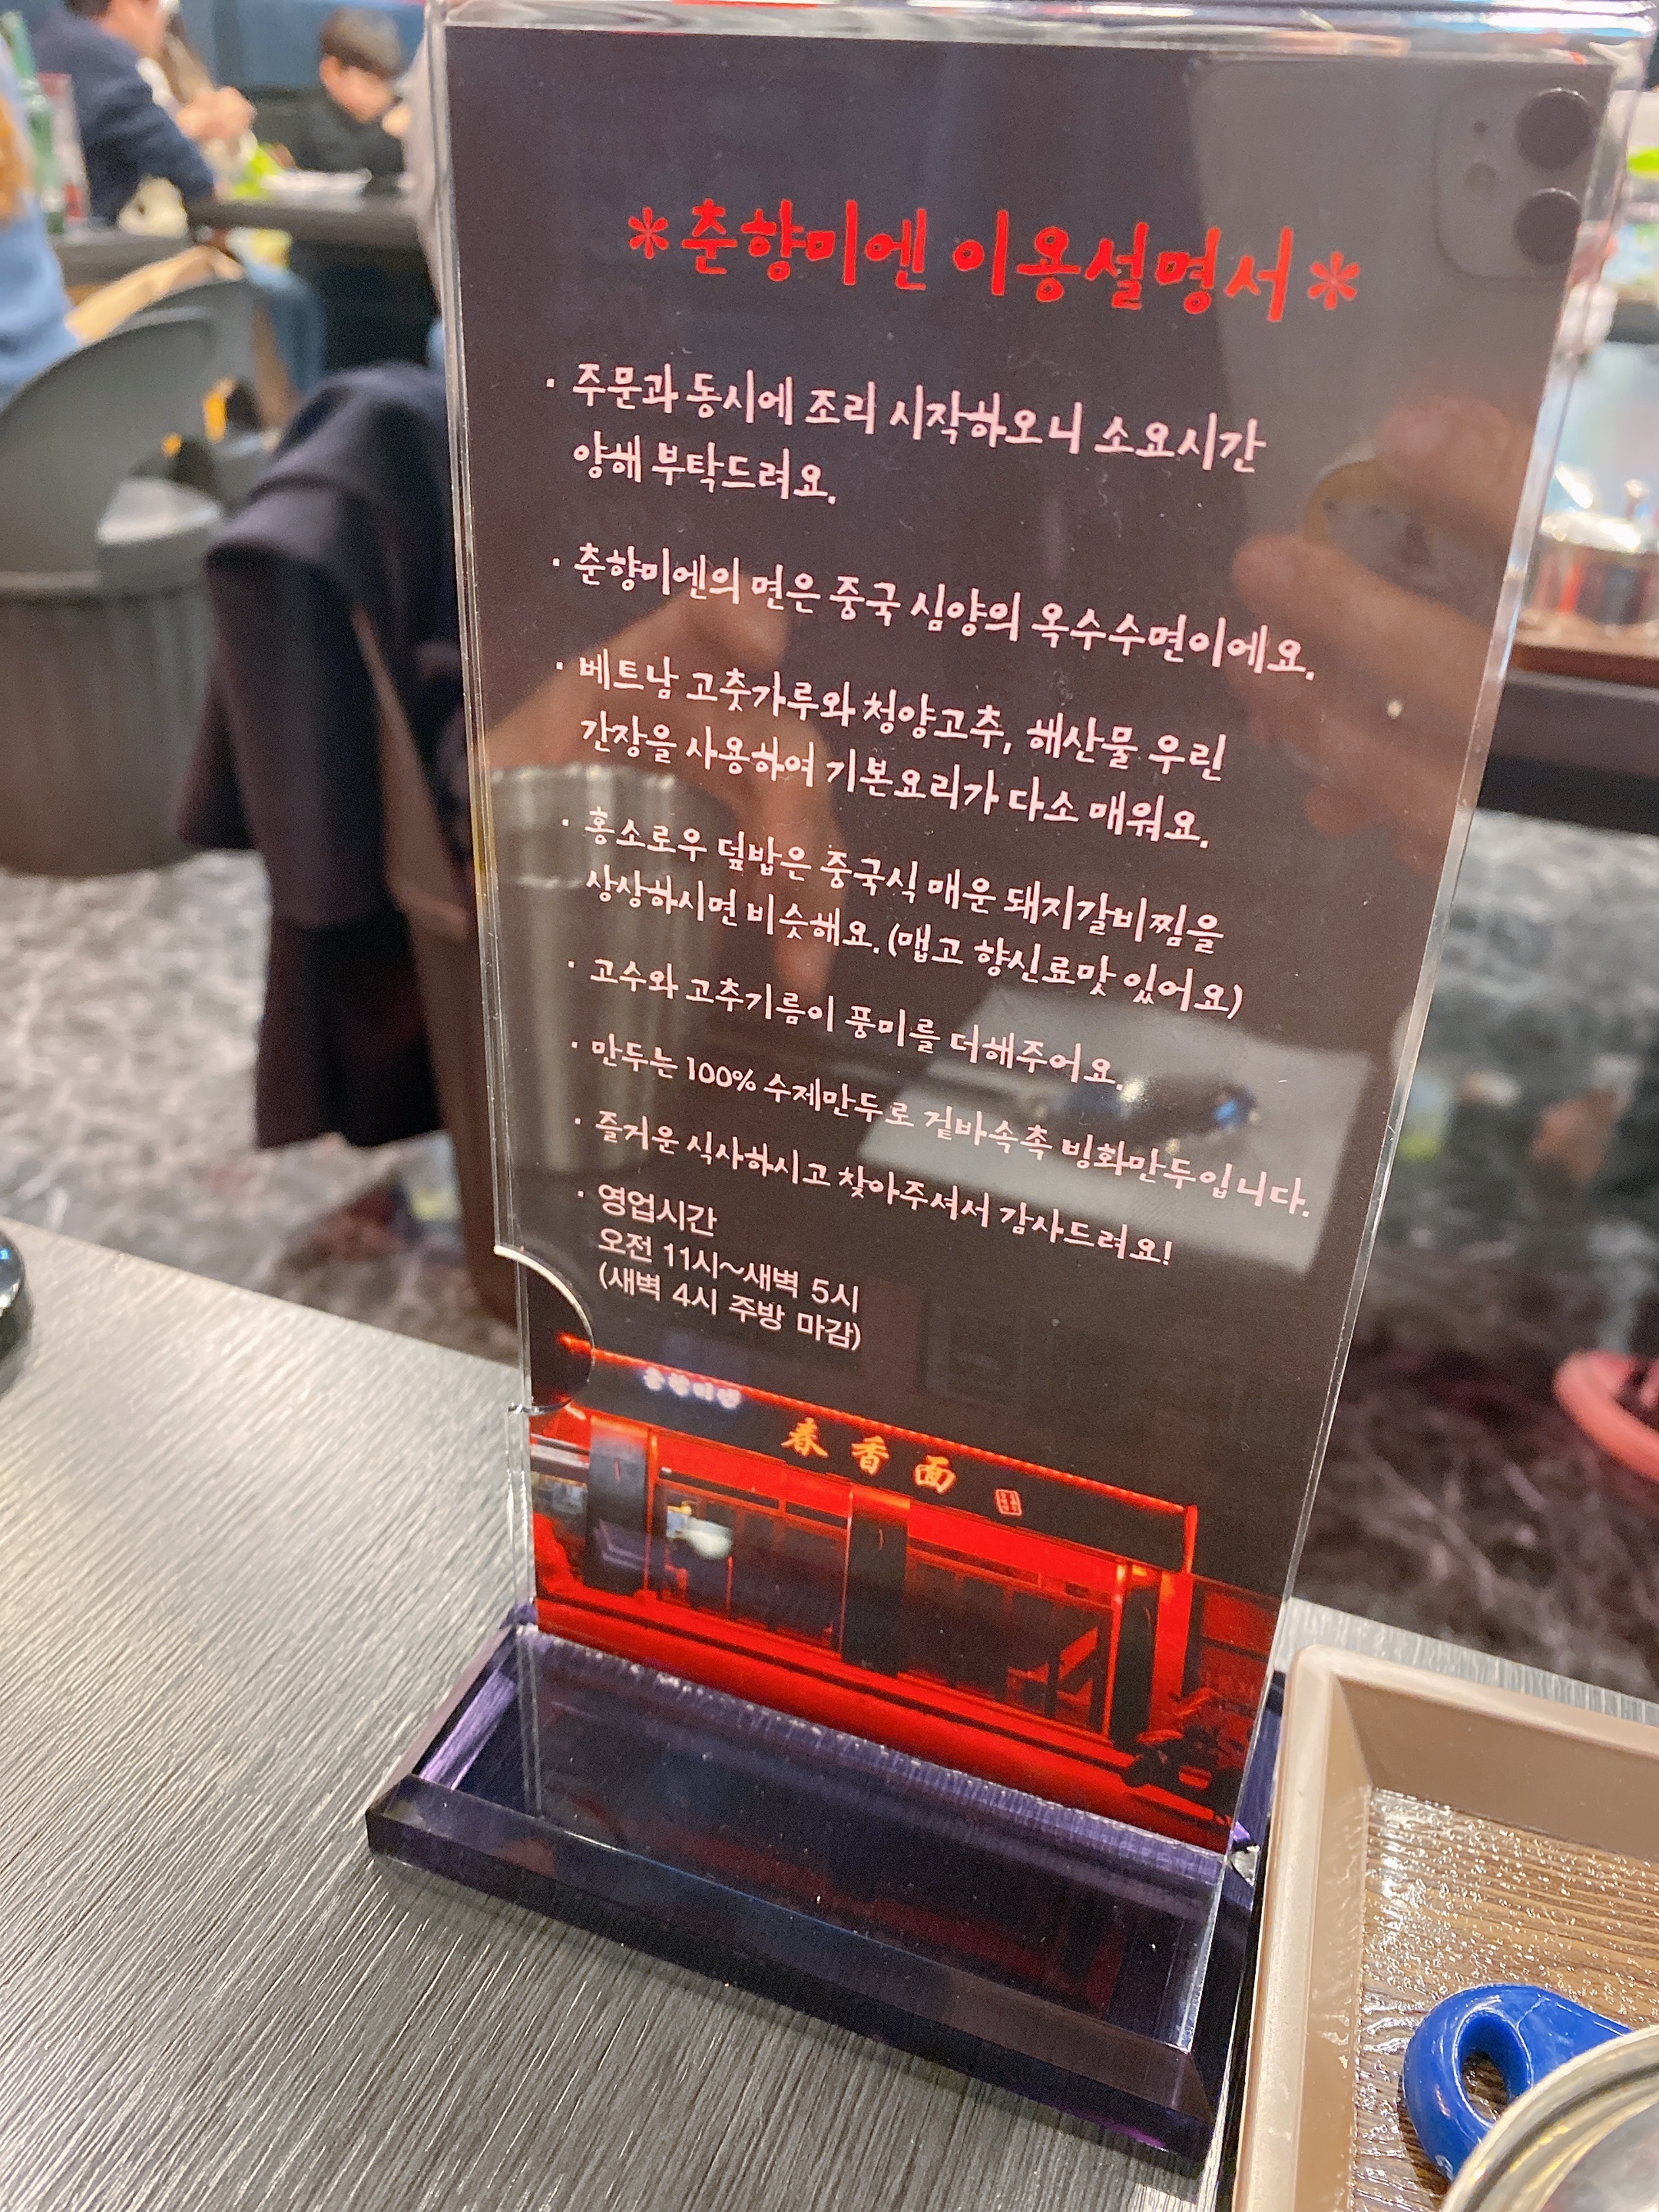 *춘향미엔 이용설명서*
· 주문과 동시에 조리 시작하오니 소요시간
양해 부탁드려요.
· 춘향미엔의 면은 중국 심양의 옥수수면이에요.
· 베트남 고춧가루와 청양고추, 해산물 우린
간장을 사용하여 기본요리가 다소 매워요.
· 홍소로우 덮밥은 중국식 매운 돼지갈비찜을
상상하시면 비슷해요.(맵고 향신료맛 있어요)
· 고수와 고추기름이 풍미를 더해주어요.
· 만두는 100% 수제만두로 겉바속촉 빙화만두입니다.
· 즐거운 식사하시고 찾아주셔서 감사드려요!
· 영업시간
오전 11시~새벽 5시
(새벽 4시 주방 마감)
춘향미엔
春香面